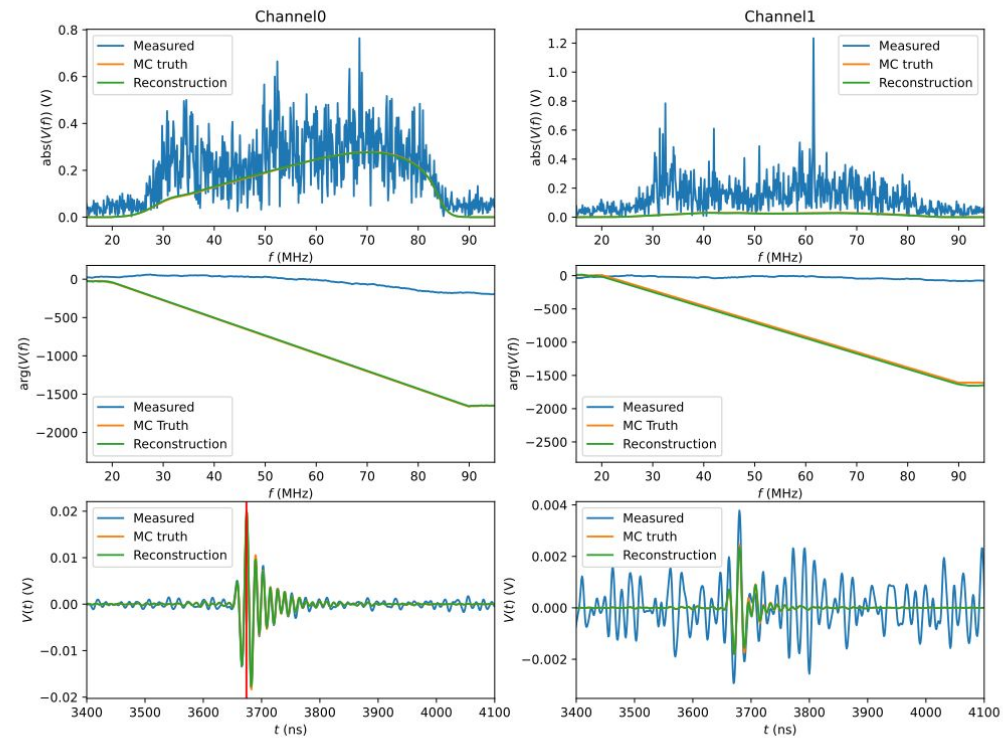 Channel0
abs(V(f)) (V)
0.8
0.6
0.4
0.2
0.0
Measured
MC truth
Reconstruction
20 30 40 50 60 70 80 90
f (MHz)
Channel1
abs(V(f)) (V)
1.2
1.0
0.8
0.6
0.4
0.2
0.0
Measured
MC truth
Reconstruction
20 30 40 50 60 70 80 90
f (MHz)
arg(V(f))
0
−500
−1000
−1500
−2000
Measured
MC Truth
Reconstruction
20 30 40 50 60 70 80 90
f (MHz)
arg(V(f))
0
−500
−1000
−1500
−2000
−2500
Measured
MC Truth
Reconstruction
20 30 40 50 60 70 80 90
f (MHz)
V(t) (V)
0.02
0.01
0.00
−0.01
−0.02
Measured
MC truth
Reconstruction
3400 3500 3600 3700 3800 3900 4000 4100
t (ns)
V(t) (V)
0.004
0.002
0.000
−0.002
Measured
MC truth
Reconstruction
3400 3500 3600 3700 3800 3900 4000 4100
t (ns)